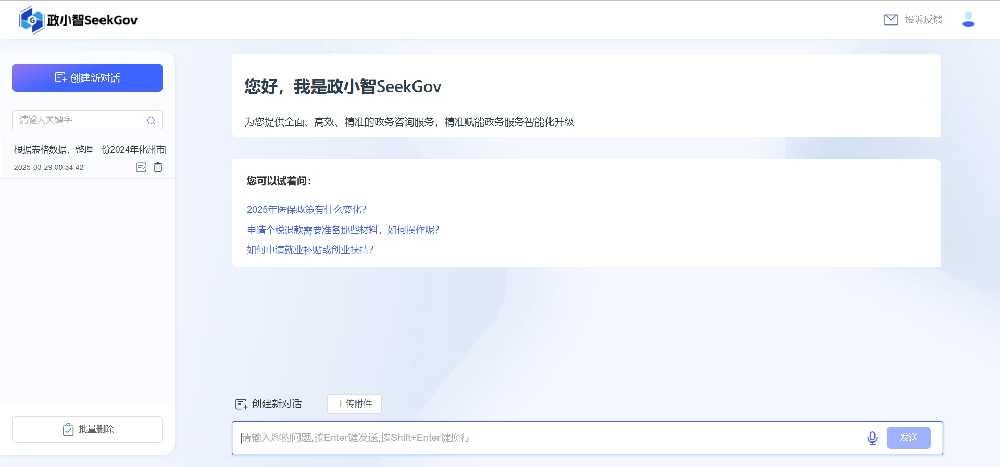 政小智SeekGov
投诉反馈
创建新对话
请输入关键字
根据表格数据，整理一份2024年化州市
2025-03-29 00:54:42
批量删除
您好，我是政小智SeekGov
为您提供全面、高效、精准的政务咨询服务，精准赋能政务服务智能化升级
您可以试着问：
2025年医保政策有什么变化？
申请个税退款需要准备那些材料，如何操作呢？
如何申请就业补贴或创业扶持？
创建新对话
上传附件
请输入您的问题,按Enter键发送,按Shift+Enter键换行
发送